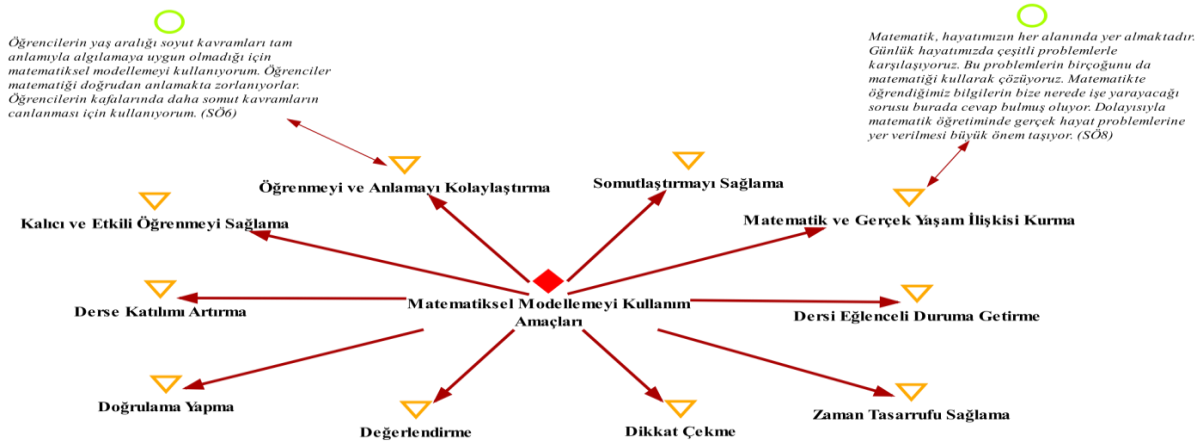 Öğrencilerin yaş aralığı soyut kavramları tam
anlamıyla algılamaya uygun olmadığı için
matematiksel modellemeyi kullanıyorum. Öğrenciler
matematiği doğrudan anlamakta zorlanıyorlar.
Öğrencilerin kafalarında daha somut kavramların
canlanması için kullanıyorum. (SÖ6)
Matematik, hayatımızın her alanında yer almaktadır.
Günlük hayatımızda çeşitli problemlerle
karşılaşıyoruz. Bu problemlerin birçoğunu da
matematiği kullarak çözüyoruz. Matematikte
öğrendiğimiz bilgilerin bize nerede işe yarayacağı
sorusu burada cevap bulmuş oluyor. Dolayısıyla
matematik öğretiminde gerçek hayat problemlerine
yer verilmesi büyük önem taşıyor. (SÖ8)
Öğrenmeyi ve Anlamayı Kolaylaştırma
Somutlaştırmayı Sağlama
Kalıcı ve Etkili Öğrenmeyi Sağlama
Matematik ve Gerçek Yaşam İlişkisi Kurma
Matematiksel Modellemeyi Kullanım
Amaçları
Derse Katılımı Artırma
Dersi Eğlenceli Duruma Getirme
Doğrulama Yapma
Değerlendirme
Dikkat Çekme
Zaman Tasarrufu Sağlama